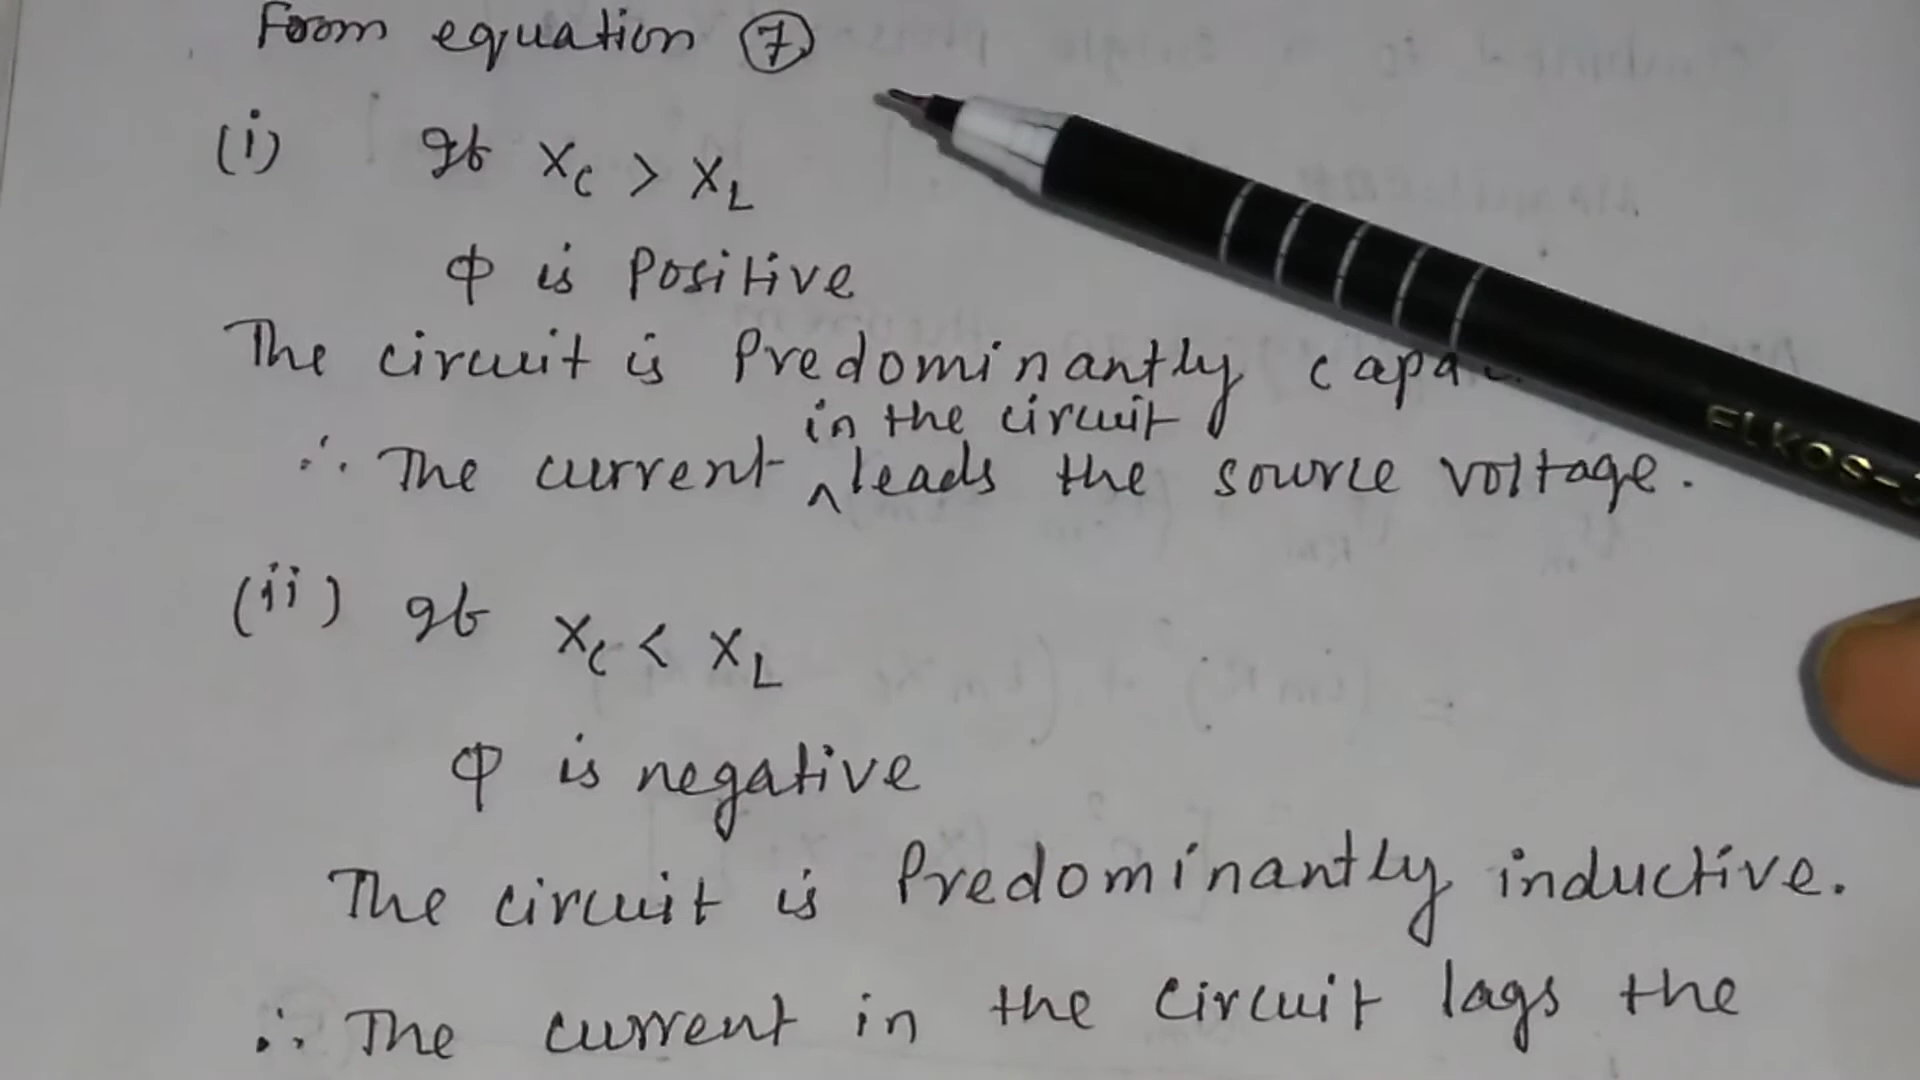 From equation ⑦
(i) If Xc > XL
φ is Positive
The circuit is Predominantly
in the circuit
∴ The current ^ leads the source voltage.
(ii) If Xc < XL
φ is negative
The circuit is Predominantly inductive.
∴ The current in the circuit lags the
ELKOS